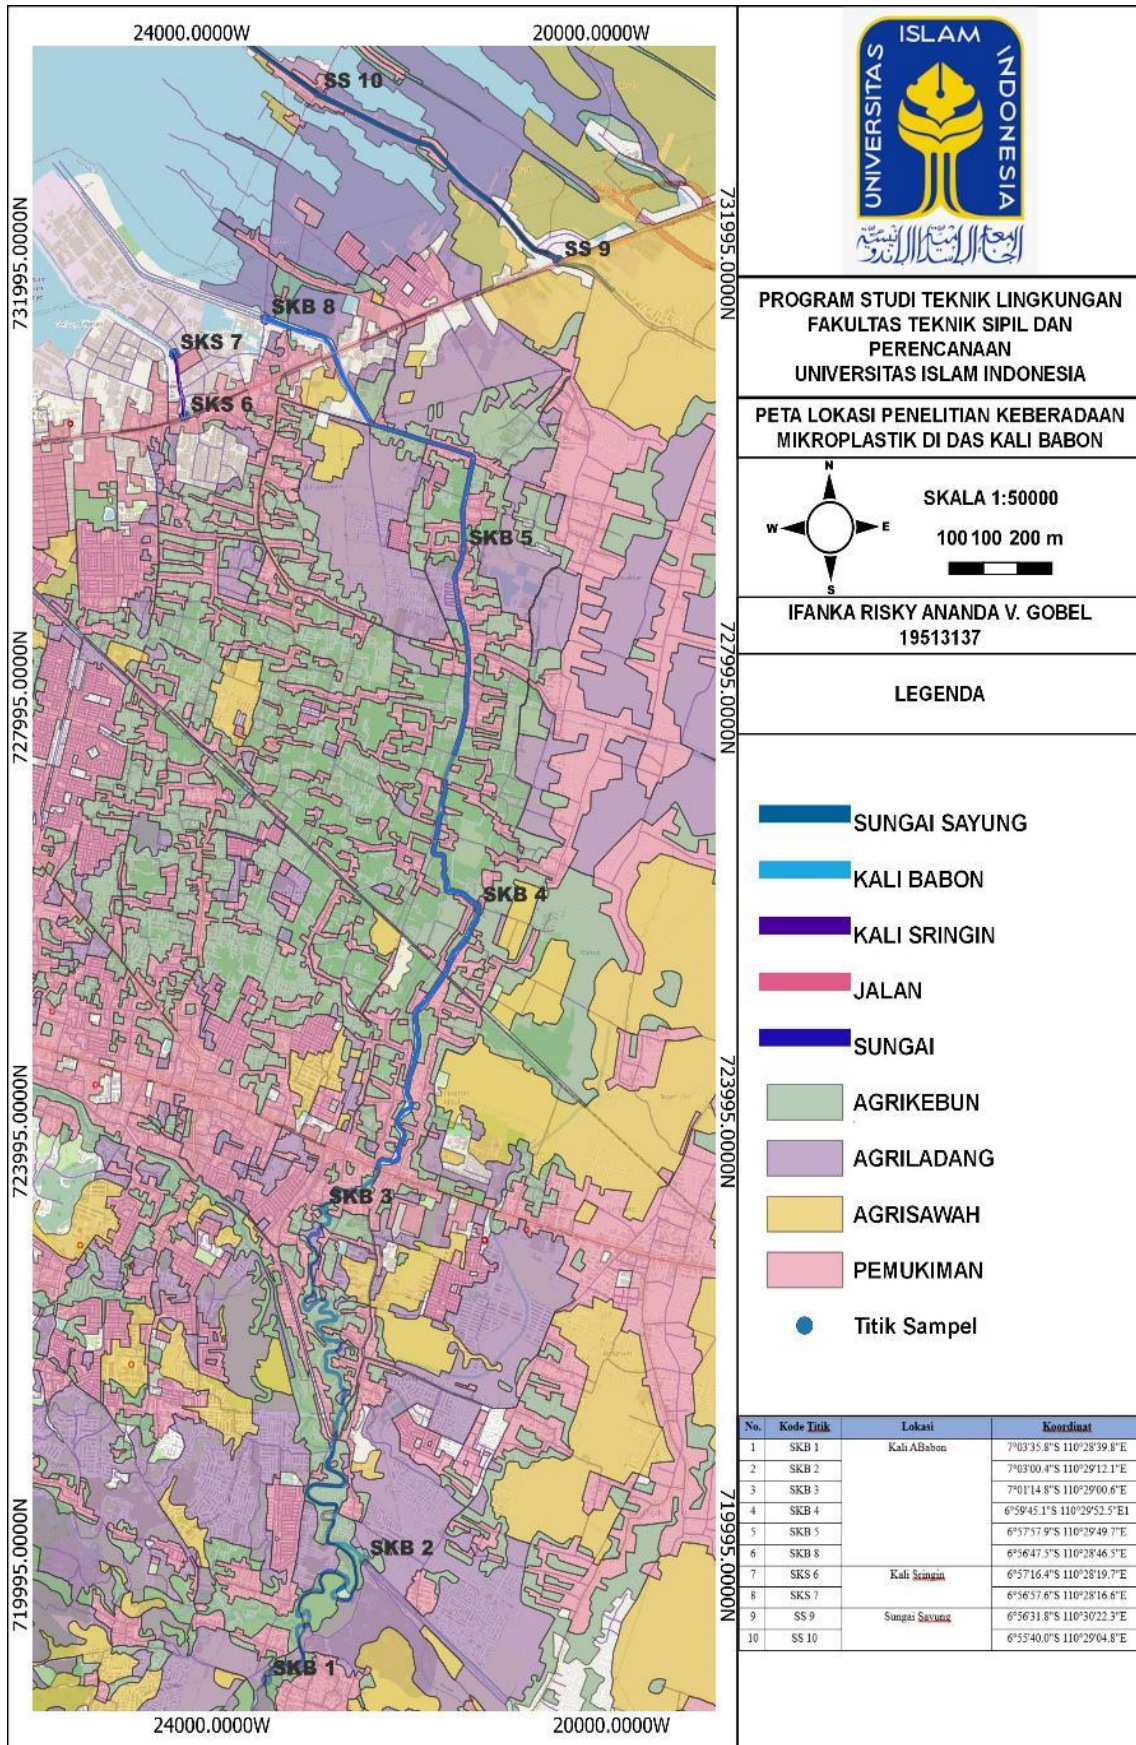 24000.0000W
20000.0000W
SS 10
731995.0000N
731995.0000N
SS 9
SKB 8
SKS 7
SKS 6
SKB 5
727995.0000N
727995.0000N
SKB 4
723995.0000N
723995.0000N
SKB 3
719995.0000N
719995.0000N
SKB 2
SKB 1
24000.0000W
20000.0000W
UNIVERSITAS
ISLAM
INDONESIA
PROGRAM STUDI TEKNIK LINGKUNGAN
FAKULTAS TEKNIK SIPIL DAN
PERENCANAAN
UNIVERSITAS ISLAM INDONESIA
PETA LOKASI PENELITIAN KEBERADAAN
MIKROPLASTIK DI DAS KALI BABON
N
W
E
S
SKALA 1:50000
100 100 200 m
IFANKA RISKY ANANDA V. GOBEL
19513137
LEGENDA
SUNGAI SAYUNG
KALI BABON
KALI SRINGIN
JALAN
SUNGAI
AGRIKEBUN
AGRILADANG
AGRISAWAH
PEMUKIMAN
Titik Sampel
No. Kode Titik Lokasi Koordinat
1 SKB 1 Kali ABabon 7°03'35.8"S 110°28'39.8"E
2 SKB 2 7°03'00.4"S 110°29'12.1"E
3 SKB 3 7°01'14.8"S 110°29'00.6"E
4 SKB 4 6°59'45.1"S 110°29'52.5"E1
5 SKB 5 6°57'57.9"S 110°29'49.7"E
6 SKB 8 6°56'47.5"S 110°28'46.5"E
7 SKS 6 Kali Sringin 6°57'16.4"S 110°28'19.7"E
8 SKS 7 6°56'57.6"S 110°28'16.6"E
9 SS 9 Sungai Sayung 6°56'31.8"S 110°30'22.3"E
10 SS 10 6°55'40.0"S 110°29'04.8"E